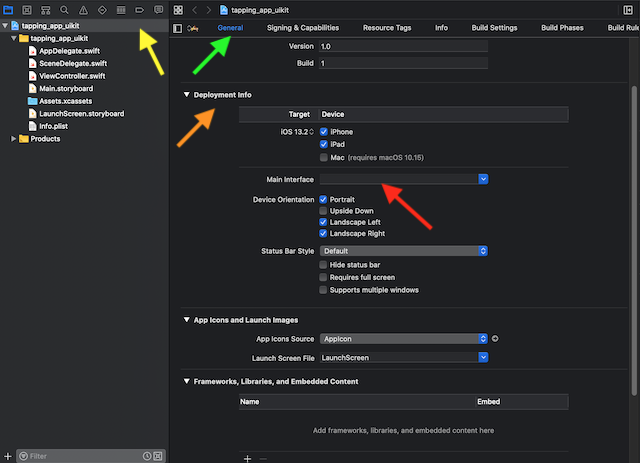 tapping_app_uikit
tapping_app_uikit
AppDelegate.swift
SceneDelegate.swift
ViewController.swift
Main.storyboard
Assets.xcassets
LaunchScreen.storyboard
Info.plist
Products
Filter
tapping_app_uikit
General Signing & Capabilities Resource Tags Info Build Settings Build Phases Build Rule
Version 1.0
Build 1
Deployment Info
Target Device
iOS 13.2 iPhone
iPad
Mac (requires macOS 10.15)
Main Interface
Device Orientation Portrait
Upside Down
Landscape Left
Landscape Right
Status Bar Style Default
Hide status bar
Requires full screen
Supports multiple windows
App Icons and Launch Images
App Icons Source AppIcon
Launch Screen File LaunchScreen
Frameworks, Libraries, and Embedded Content
Name Embed
Add frameworks, libraries, and embedded content here